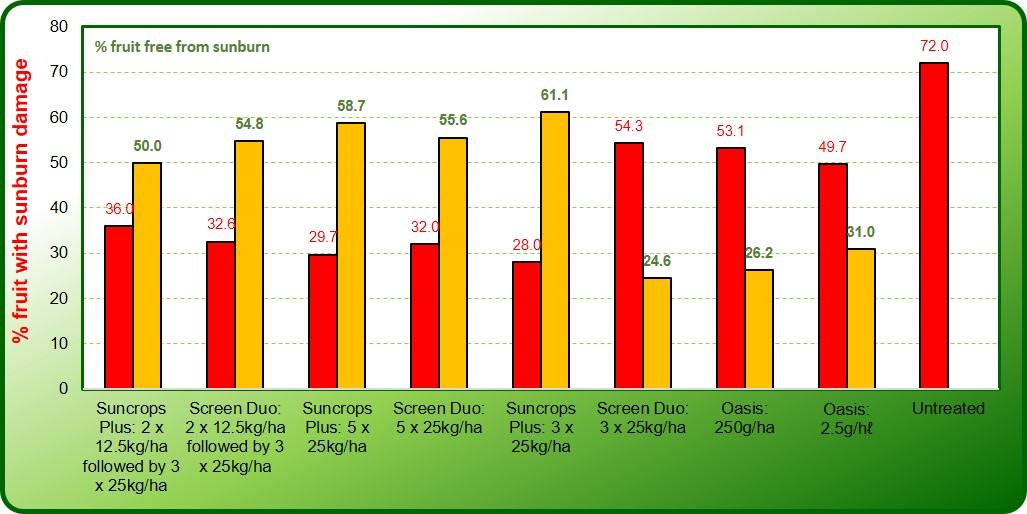 % fruit with sunburn damage
80
70
60
50
40
30
20
10
0
% fruit free from sunburn
36.0
50.0
32.6
54.8
29.7
58.7
32.0
55.6
28.0
61.1
54.3
24.6
53.1
26.2
49.7
31.0
72.0
Suncrops
Plus: 2 x
12.5kg/ha
followed by 3
x 25kg/ha
Screen Duo:
2 x 12.5kg/ha
followed by 3
x 25kg/ha
Suncrops
Plus: 5 x
25kg/ha
Screen Duo:
5 x 25kg/ha
Suncrops
Plus: 3 x
25kg/ha
Screen Duo:
3 x 25kg/ha
Oasis:
250g/ha
Oasis:
2.5g/hℓ
Untreated